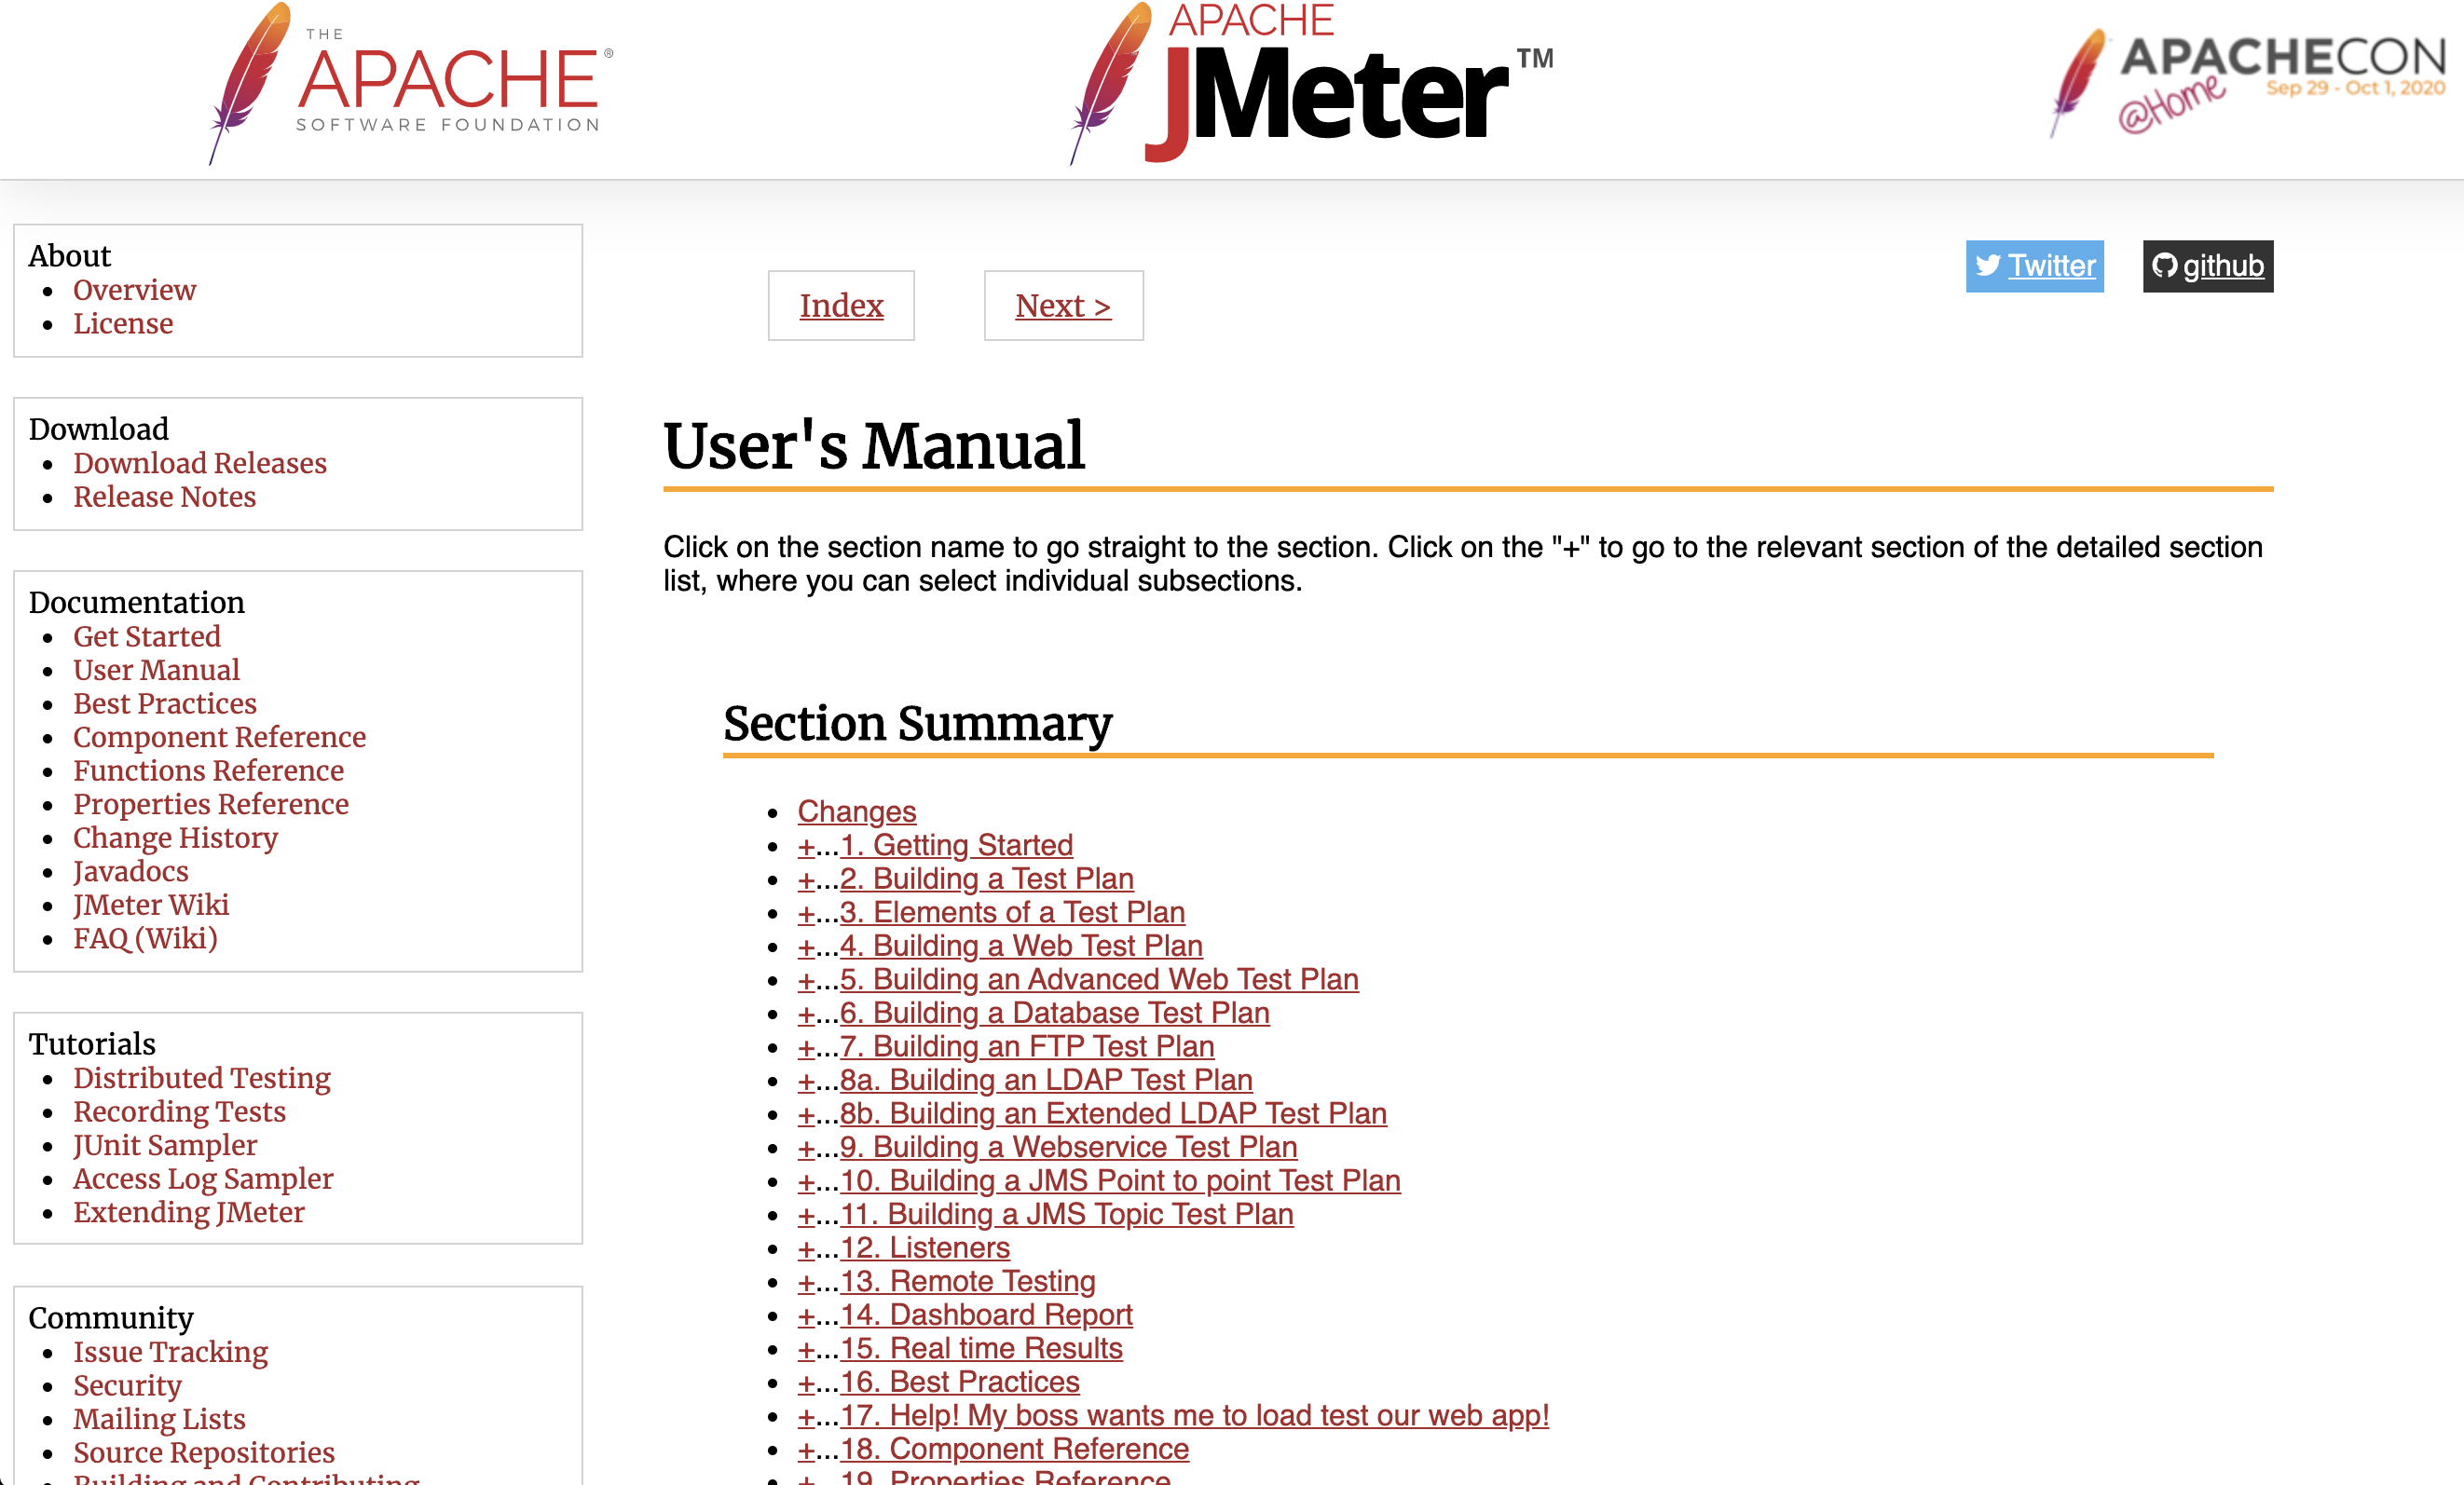 THE
APACHE®
SOFTWARE FOUNDATION
APACHE
JMeter™
APACHECON
@Home
Sep 29 - Oct 1, 2020
About
Overview
License
Download
Download Releases
Release Notes
Documentation
Get Started
User Manual
Best Practices
Component Reference
Functions Reference
Properties Reference
Change History
Javadocs
JMeter Wiki
FAQ (Wiki)
Tutorials
Distributed Testing
Recording Tests
JUnit Sampler
Access Log Sampler
Extending JMeter
Community
Issue Tracking
Security
Mailing Lists
Source Repositories
Building and Contributing
Twitter
github
Index
Next >
User's Manual
Click on the section name to go straight to the section. Click on the "+" to go to the relevant section of the detailed section
list, where you can select individual subsections.
Section Summary
Changes
+...1. Getting Started
+...2. Building a Test Plan
+...3. Elements of a Test Plan
+...4. Building a Web Test Plan
+...5. Building an Advanced Web Test Plan
+...6. Building a Database Test Plan
+...7. Building an FTP Test Plan
+...8a. Building an LDAP Test Plan
+...8b. Building an Extended LDAP Test Plan
+...9. Building a Webservice Test Plan
+...10. Building a JMS Point to point Test Plan
+...11. Building a JMS Topic Test Plan
+...12. Listeners
+...13. Remote Testing
+...14. Dashboard Report
+...15. Real time Results
+...16. Best Practices
+...17. Help! My boss wants me to load test our web app!
+...18. Component Reference
+...19. Properties Reference